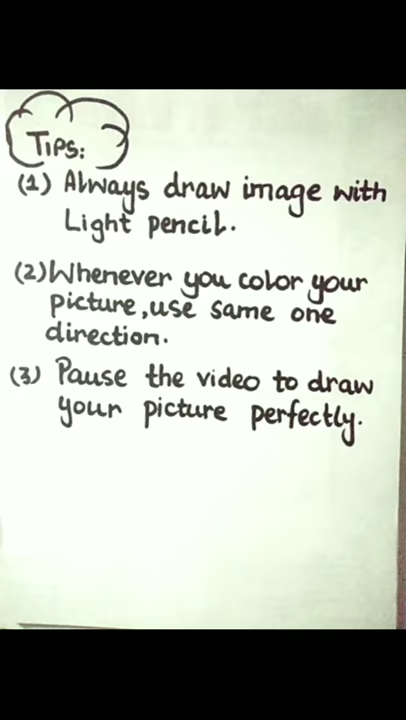 Tips:
(1) Always draw image with
Light pencil.
(2) Whenever you color your
picture, use same one
direction.
(3) Pause the video to draw
your picture perfectly.